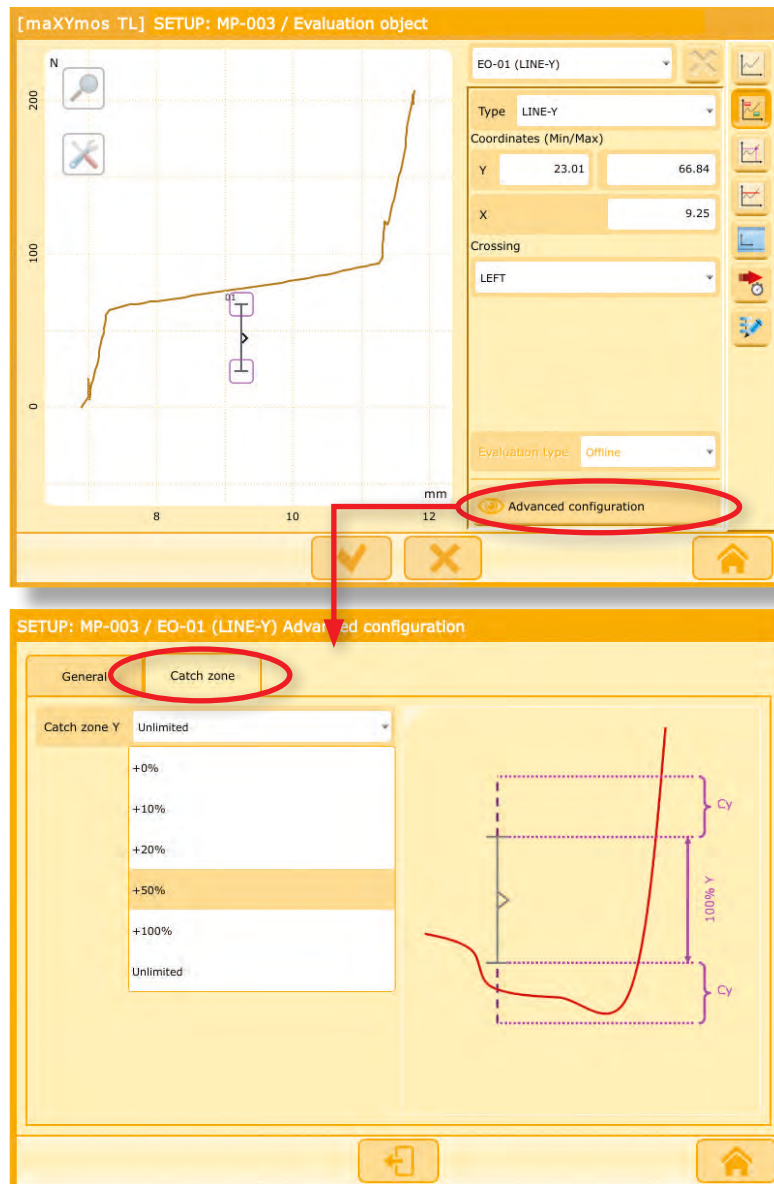 [maXYmos TL] SETUP: MP-003 / Evaluation object
N
200
100
0
01
mm
8 10 12
EO-01 (LINE-Y)
Type LINE-Y
Coordinates (Min/Max)
Y 23.01 66.84
X 9.25
Crossing
LEFT
Evaluation type Offline
Advanced configuration
SETUP: MP-003 / EO-01 (LINE-Y) Advanced configuration
General Catch zone
Catch zone Y Unlimited
+0%
+10%
+20%
+50%
+100%
Unlimited
Cy
100% Y
Cy